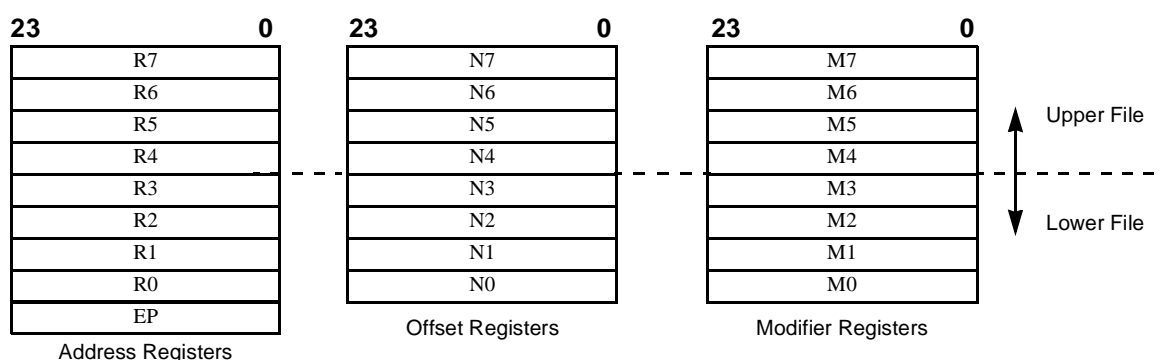 23 0 23 0 23 0
R7 N7 M7
R6 N6 M6
R5 N5 M5
R4 N4 M4
R3 N3 M3
R2 N2 M2
R1 N1 M1
R0 N0 M0
EP
Upper File
Lower File
Address Registers
Offset Registers
Modifier Registers